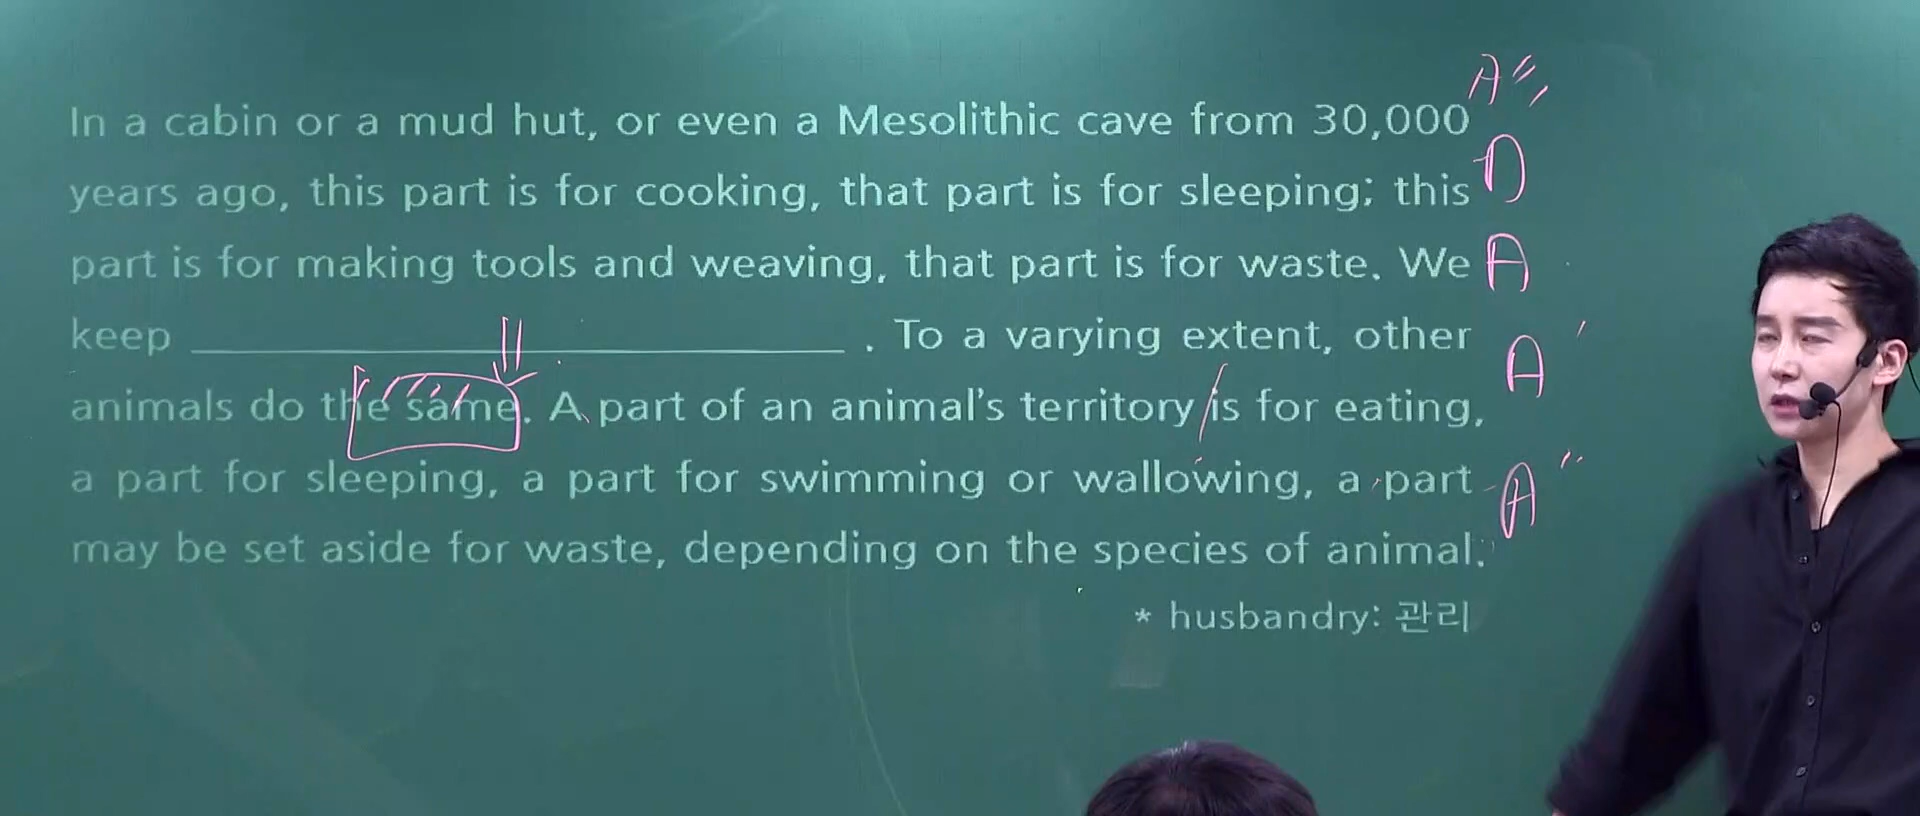 A
In a cabin or a mud hut, or even a Mesolithic cave from 30,000
years ago, this part is for cooking, that part is for sleeping; this
D
part is for making tools and weaving, that part is for waste. We
A
keep ____________________ . To a varying extent, other
A'
animals do the same. A part of an animal's territory is for eating,
a part for sleeping, a part for swimming or wallowing, a part
A"
may be set aside for waste, depending on the species of animal.
* husbandry: 관리